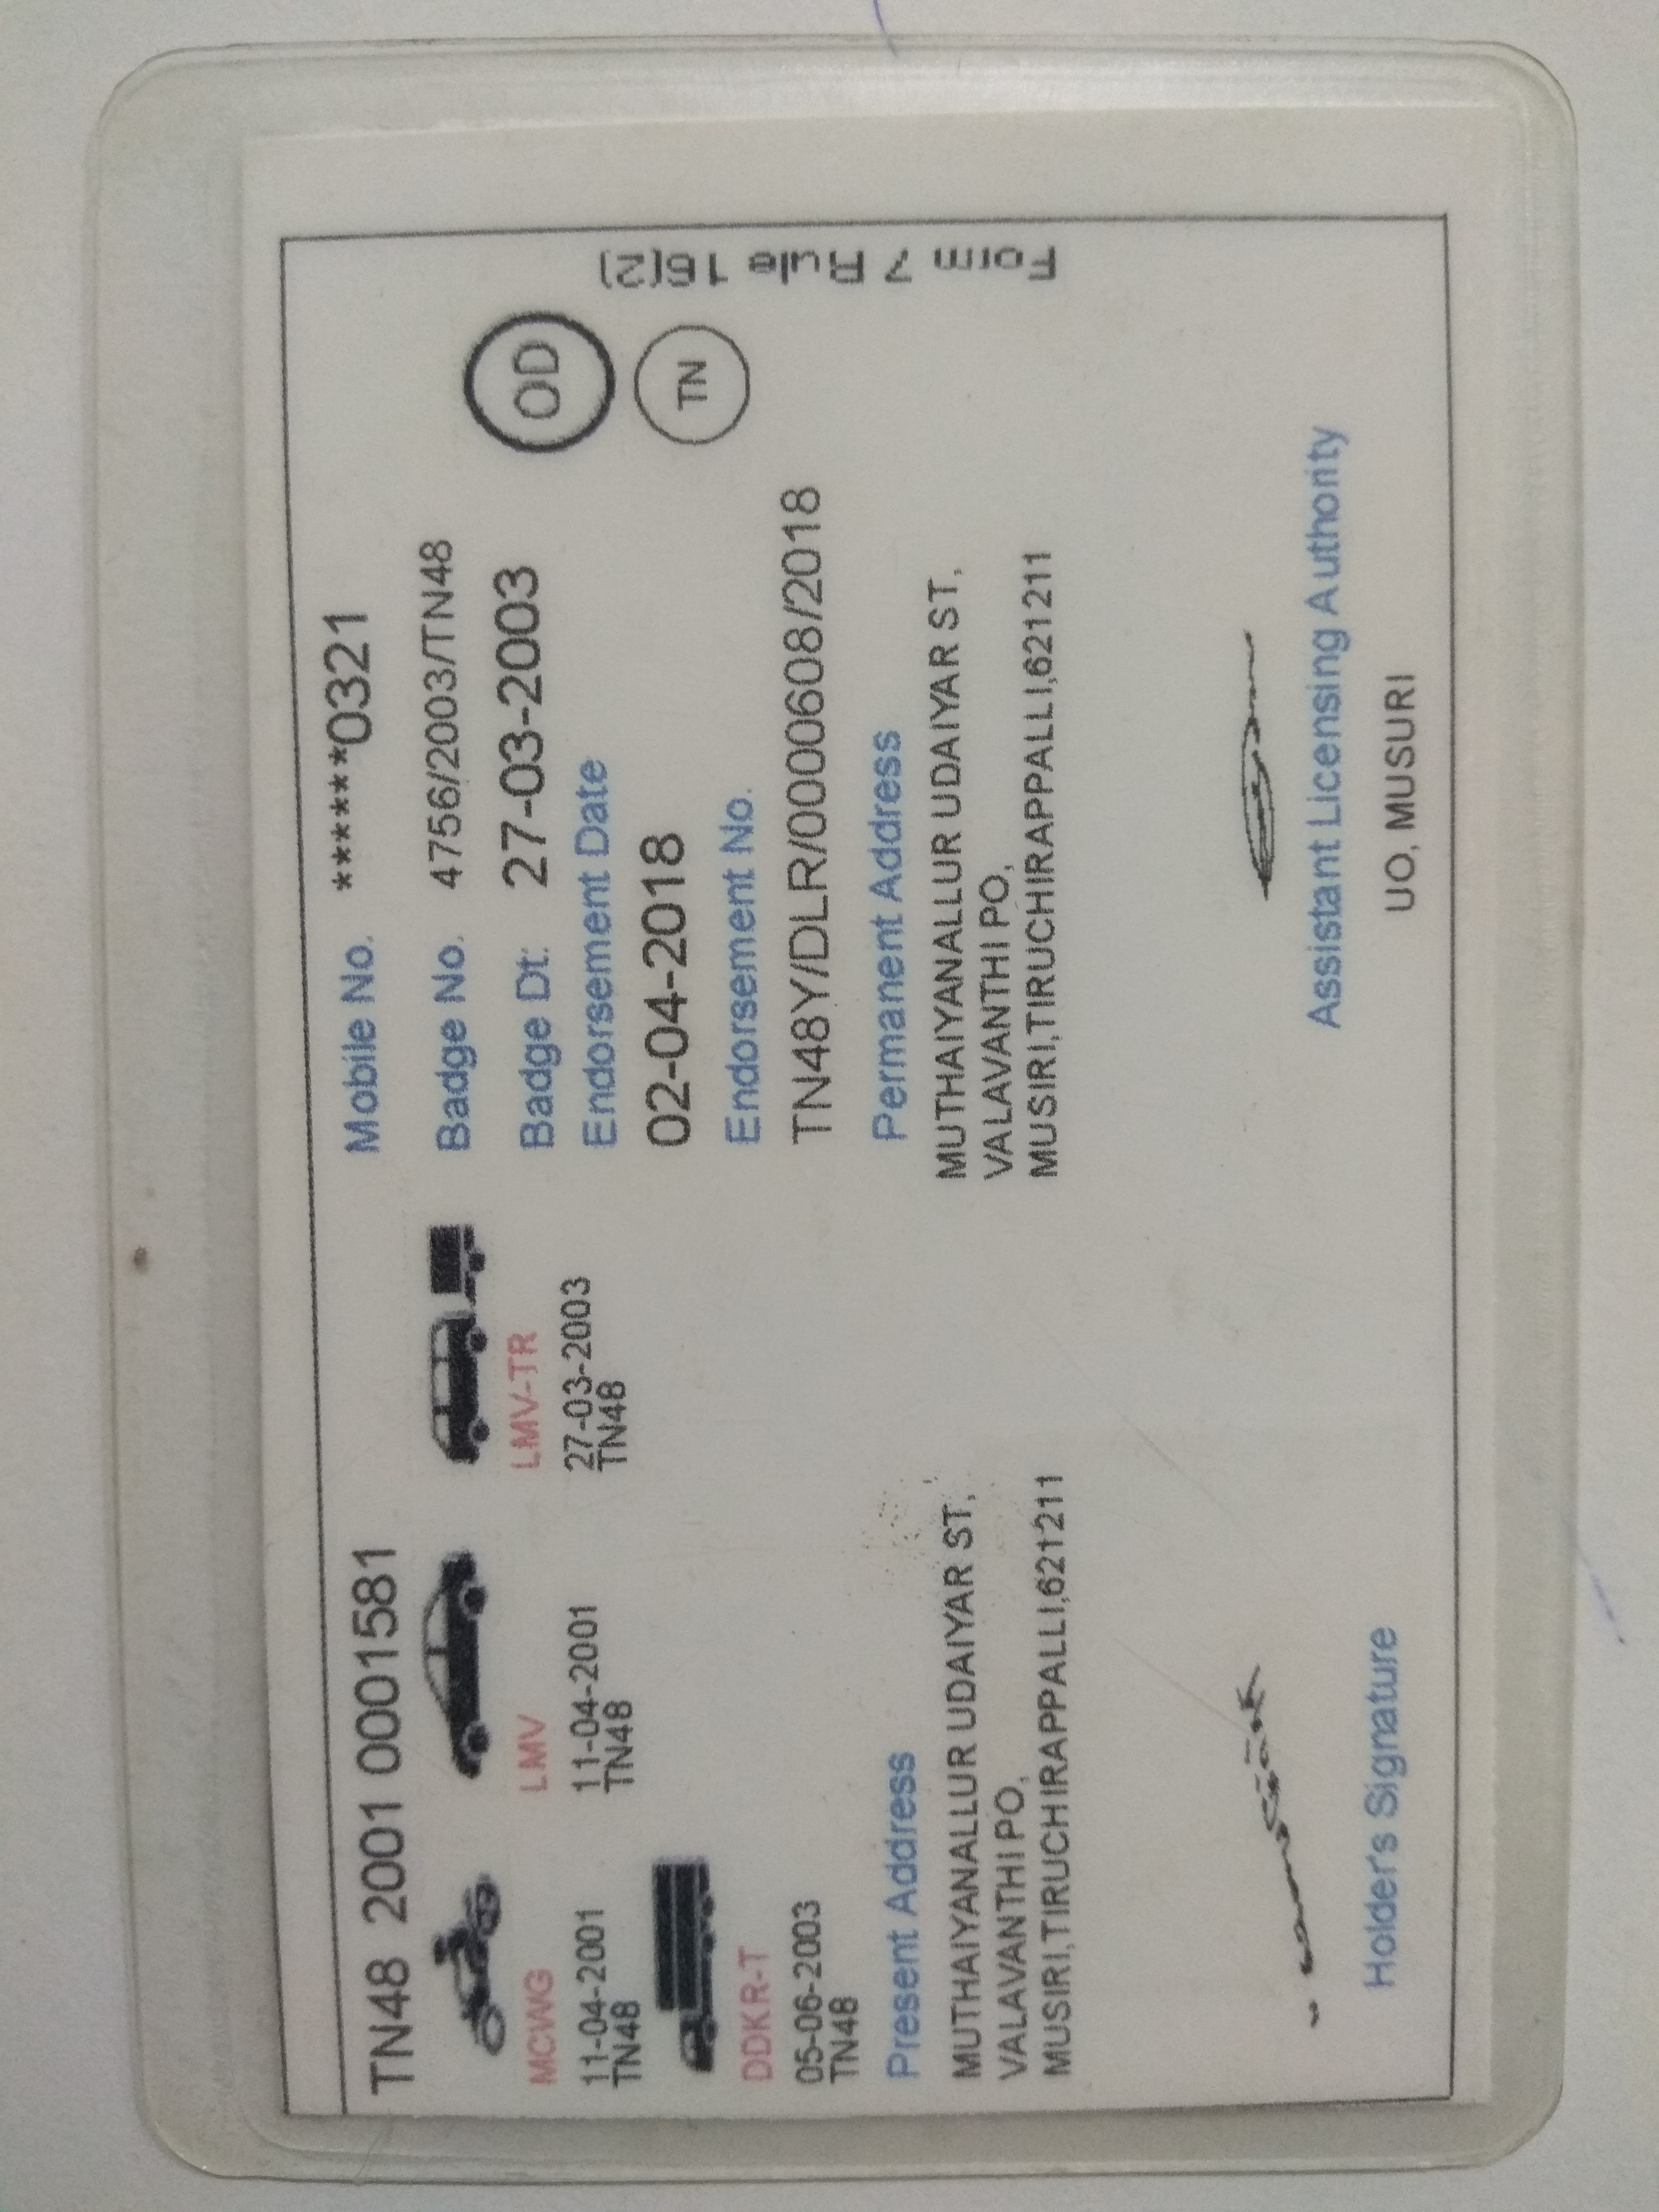 TN48 2001 0001581
MCWG
11-04-2001
TN48
LMV
11-04-2001
TN48
LMV-TR
27-03-2003
TN48
DDKR-T
05-06-2003
TN48
Present Address
MUTHAIYANALLUR UDAIYAR ST,
VALAVANTHI PO,
MUSIRI,TIRUCHIRAPPALLI,621211
Holder's Signature
Mobile No. ******0321
Badge No. 4756/2003/TN48
Badge Dt: 27-03-2003
Endorsement Date
02-04-2018
Endorsement No.
TN48Y/DLR/0000608/2018
Permanent Address
MUTHAIYANALLUR UDAIYAR ST,
VALAVANTHI PO,
MUSIRI,TIRUCHIRAPPALLI,621211
OD
TN
Form 7 Rule 16(2)
Assistant Licensing Authority
UO, MUSURI